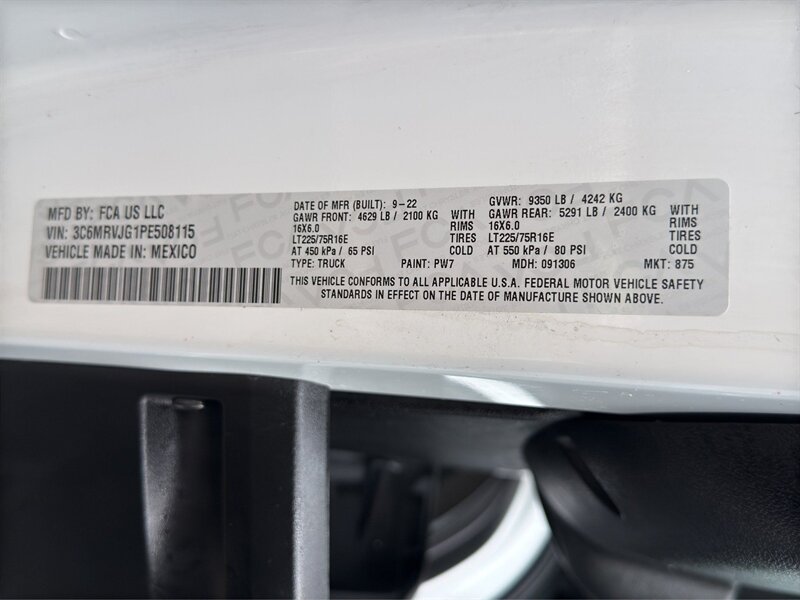 MFD BY: FCA US LLC
VIN: 3C6MRVJG1PE508115
VEHICLE MADE IN: MEXICO
DATE OF MFR (BUILT): 9-22 GVWR: 9350 LB / 4242 KG
GAWR FRONT: 4629 LB / 2100 KG WITH GAWR REAR: 5291 LB / 2400 KG WITH
16X6.0 RIMS 16X6.0 RIMS
LT225/75R16E TIRES LT225/75R16E TIRES
AT 450 kPa / 65 PSI COLD AT 550 kPa / 80 PSI COLD
TYPE: TRUCK PAINT: PW7 MDH: 091306 MKT: 875
THIS VEHICLE CONFORMS TO ALL APPLICABLE U.S.A. FEDERAL MOTOR VEHICLE SAFETY
STANDARDS IN EFFECT ON THE DATE OF MANUFACTURE SHOWN ABOVE.